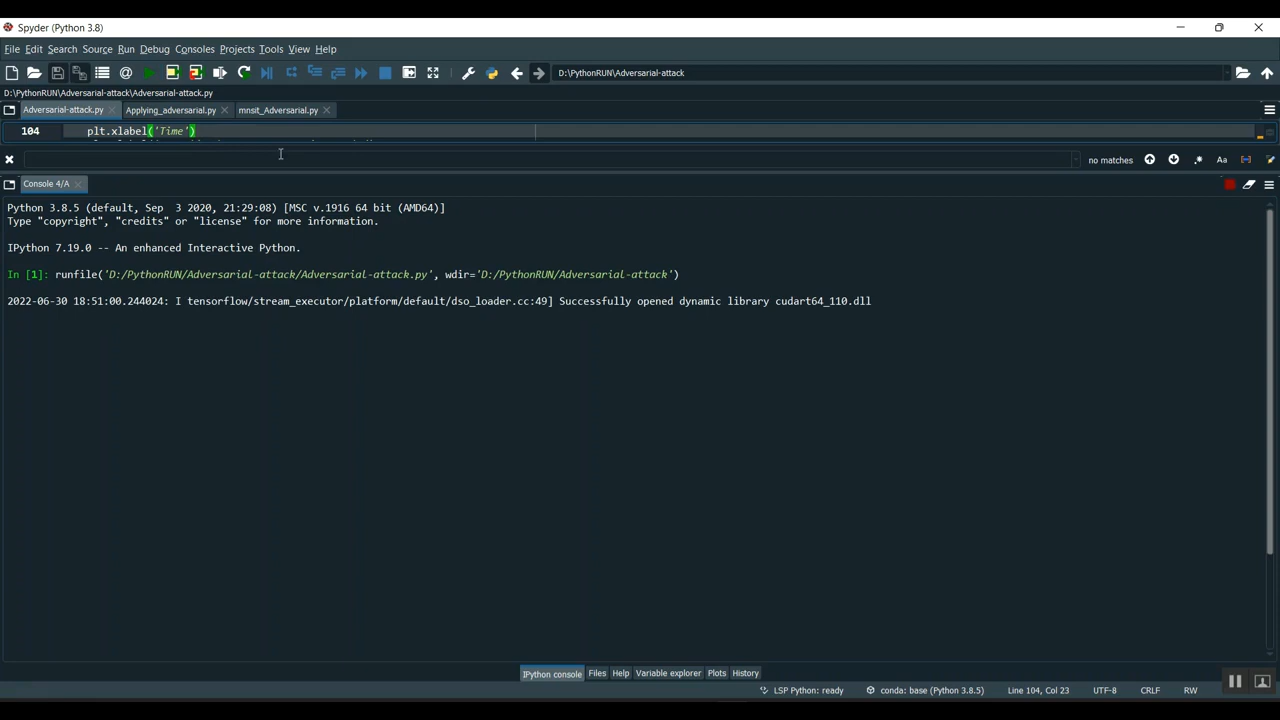 Spyder (Python 3.8)
File Edit Search Source Run Debug Consoles Projects Tools View Help
D:\PythonRUN\Adversarial-attack
D:\PythonRUN\Adversarial-attack\Adversarial-attack.py
Adversarial-attack.py Applying_adversarial.py mnsit_Adversarial.py
104 plt.xlabel('Time')
no matches .* Aa
Console 4/A
Python 3.8.5 (default, Sep  3 2020, 21:29:08) [MSC v.1916 64 bit (AMD64)]
Type "copyright", "credits" or "license" for more information.
IPython 7.19.0 -- An enhanced Interactive Python.
In [1]: runfile('D:/PythonRUN/Adversarial-attack/Adversarial-attack.py', wdir='D:/PythonRUN/Adversarial-attack')
2022-06-30 18:51:00.244024: I tensorflow/stream_executor/platform/default/dso_loader.cc:49] Successfully opened dynamic library cudart64_110.dll
IPython console Files Help Variable explorer Plots History
LSP Python: ready conda: base (Python 3.8.5) Line 104, Col 23 UTF-8 CRLF RW